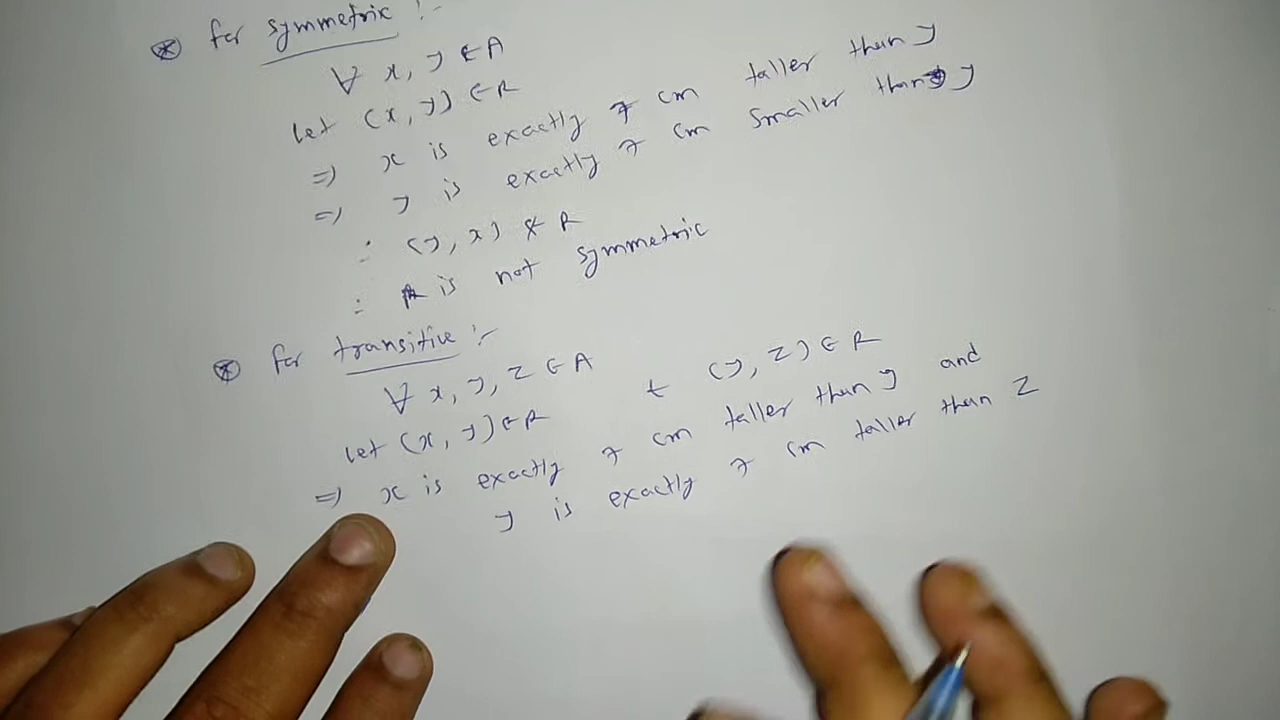 ⊛ for symmetric :-
∀ x, y ∈ A
let (x, y) ∈ R
⇒ x is exactly 7 cm taller than y
⇒ y is exactly 7 cm smaller than y
∴ (y, x) ∉ R
∴ R is not symmetric
⊛ for transitive :-
∀ x, y, z ∈ A
let (x, y) ∈ R & (y, z) ∈ R
⇒ x is exactly 7 cm taller than y and
y is exactly 7 cm taller than z